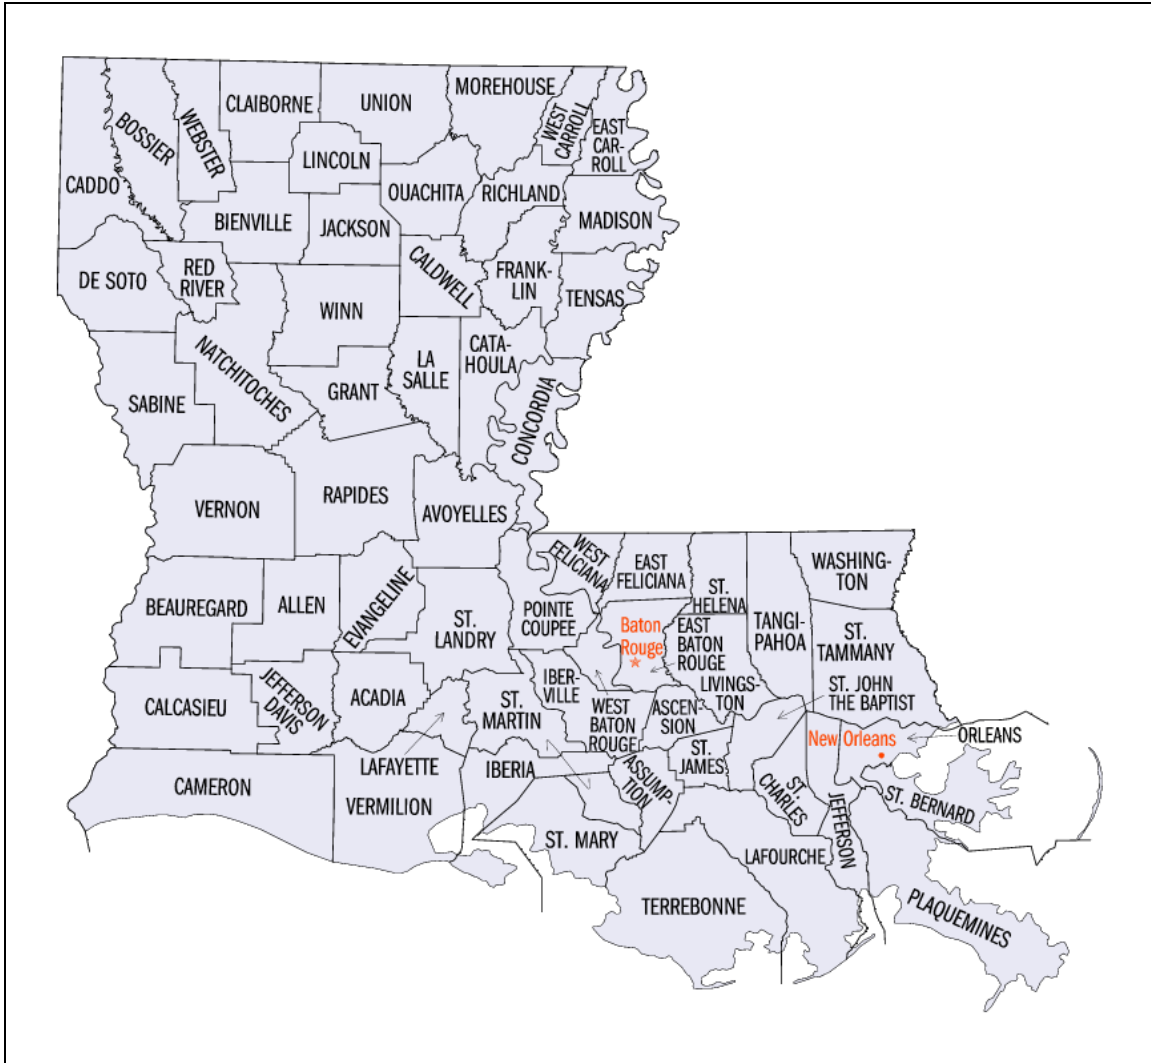 MOREHOUSE
CLAIBORNE
UNION
WEST
CARROLL
EAST
CAR-
ROLL
BOSSIER
WEBSTER
LINCOLN
CADDO
OUACHITA
RICHLAND
BIENVILLE
JACKSON
MADISON
DE SOTO
RED
RIVER
CALDWELL
FRANK-
LIN
TENSAS
WINN
NATCHITOCHES
LA
SALLE
CATA-
HOULA
GRANT
SABINE
CONCORDIA
VERNON
RAPIDES
AVOYELLES
WEST
FELICIANA
EAST
FELICIANA
ST.
HELENA
WASHING-
TON
BEAUREGARD
ALLEN
EVANGELINE
ST.
LANDRY
POINTE
COUPEE
Baton
Rouge
EAST
BATON
ROUGE
TANGI-
PAHOA
ST.
TAMMANY
CALCASIEU
JEFFERSON
DAVIS
ACADIA
ST.
MARTIN
IBER-
VILLE
WEST
BATON
ROUGE
LIVINGS-
TON
ASCEN-
SION
ST. JOHN
THE BAPTIST
New Orleans
ORLEANS
CAMERON
LAFAYETTE
VERMILION
IBERIA
ASSUMP-
TION
ST.
JAMES
ST.
CHARLES
JEFFERSON
ST. BERNARD
ST. MARY
LAFOURCHE
TERREBONNE
PLAQUEMINES